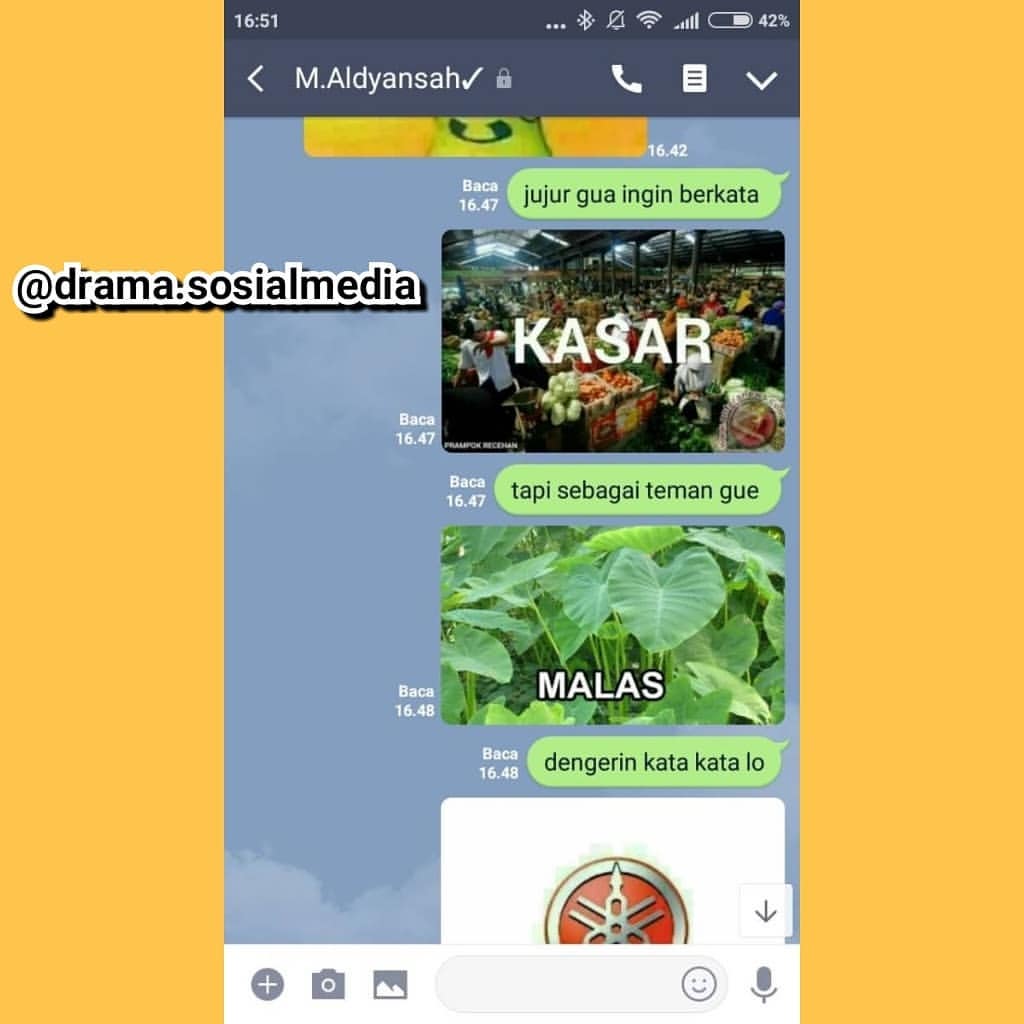 16:51
42%
M.Aldyansah✓
16.42
Baca
16.47
jujur gua ingin berkata
@drama.sosialmedia
KASAR
PRAMPOK RECEHAN
Baca
16.47
Baca
16.47
tapi sebagai teman gue
MALAS
Baca
16.48
Baca
16.48
dengerin kata kata lo